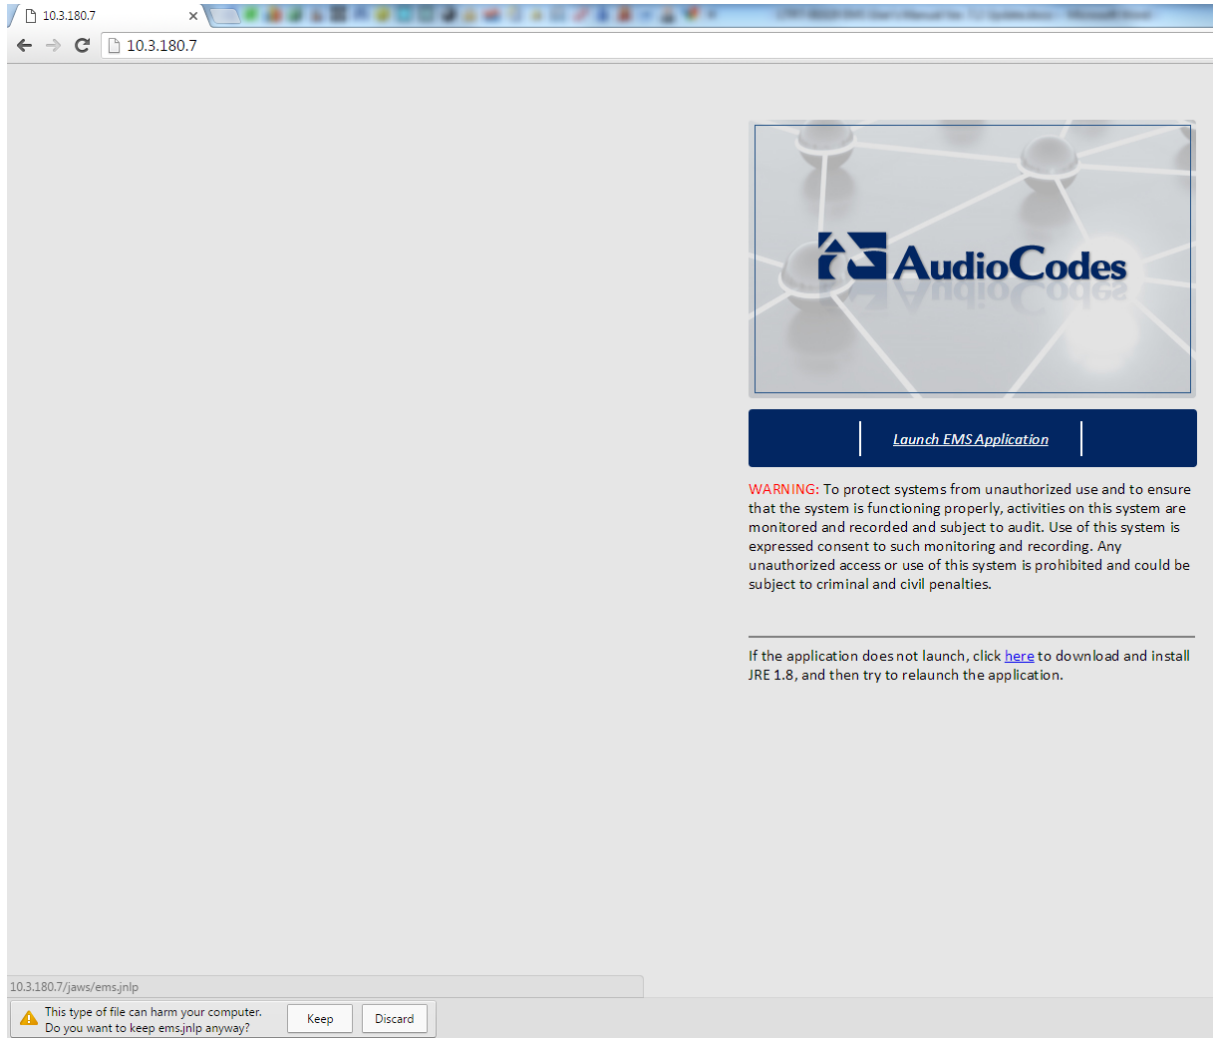 10.3.180.7
10.3.180.7
AudioCodes
Launch EMS Application
WARNING: To protect systems from unauthorized use and to ensure
that the system is functioning properly, activities on this system are
monitored and recorded and subject to audit. Use of this system is
expressed consent to such monitoring and recording. Any
unauthorized access or use of this system is prohibited and could be
subject to criminal and civil penalties.
If the application does not launch, click here to download and install
JRE 1.8, and then try to relaunch the application.
10.3.180.7/jaws/ems.jnlp
This type of file can harm your computer.
Do you want to keep ems.jnlp anyway?
Keep
Discard